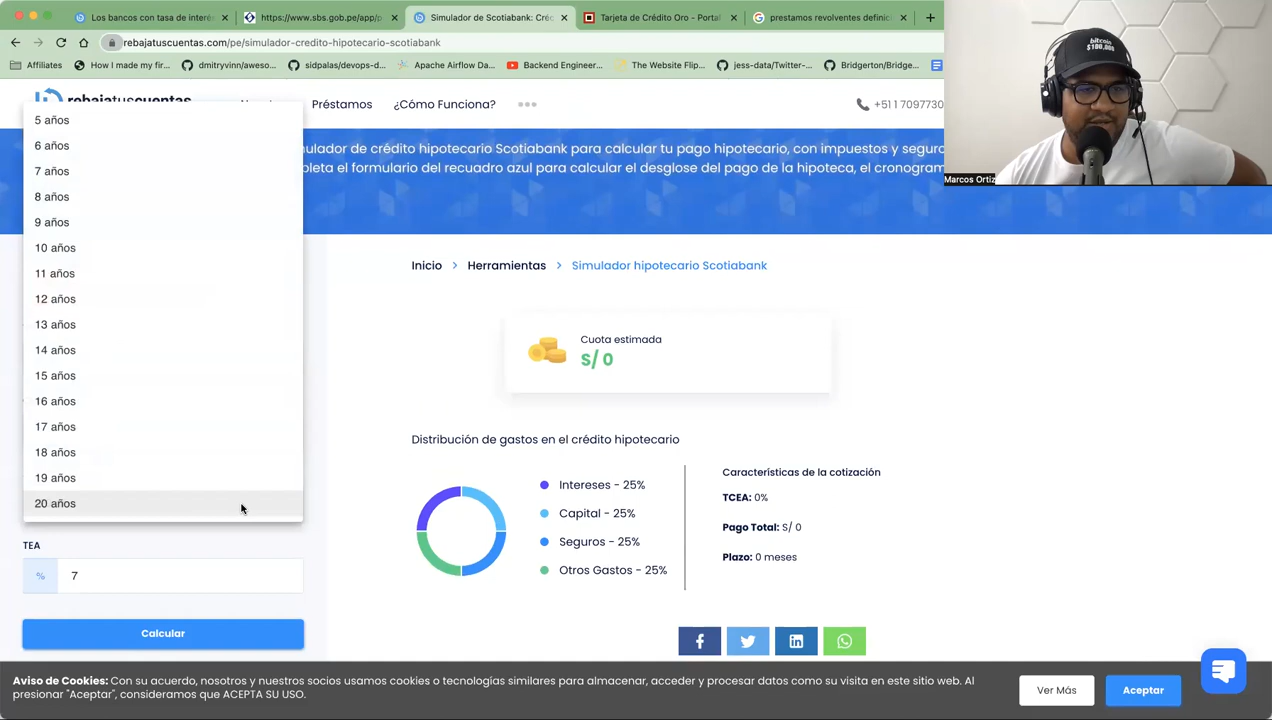 Los bancos con tasa de interé
https://www.sbs.gob.pe/app/p
Simulador de Scotiabank: Cré
Tarjeta de Crédito Oro - Portal
prestamos revolventes definic
rebajatuscuentas.com/pe/simulador-credito-hipotecario-scotiabank
Affiliates
How I made my fir...
dmitryvinn/aweso...
sidpalas/devops-d...
Apache Airflow Da...
Backend Engineer...
The Website Flip...
jess-data/Twitter-...
Bridgerton/Bridge...
bitcoin
$100,000
rebajatuscuentas
Préstamos
¿Cómo Funciona?
+51 1 7097730
mulador de crédito hipotecario Scotiabank para calcular tu pago hipotecario, con impuestos y seguro
pleta el formulario del recuadro azul para calcular el desglose del pago de la hipoteca, el cronogram
Marcos Ortiz
5 años
6 años
7 años
8 años
9 años
10 años
11 años
12 años
13 años
14 años
15 años
16 años
17 años
18 años
19 años
20 años
TEA
% 7
Calcular
Inicio > Herramientas > Simulador hipotecario Scotiabank
Cuota estimada
S/ 0
Distribución de gastos en el crédito hipotecario
Intereses - 25%
Capital - 25%
Seguros - 25%
Otros Gastos - 25%
Características de la cotización
TCEA: 0%
Pago Total: S/ 0
Plazo: 0 meses
Aviso de Cookies: Con su acuerdo, nosotros y nuestros socios usamos cookies o tecnologías similares para almacenar, acceder y procesar datos como su visita en este sitio web. Al
presionar "Aceptar", consideramos que ACEPTA SU USO.
Ver Más
Aceptar